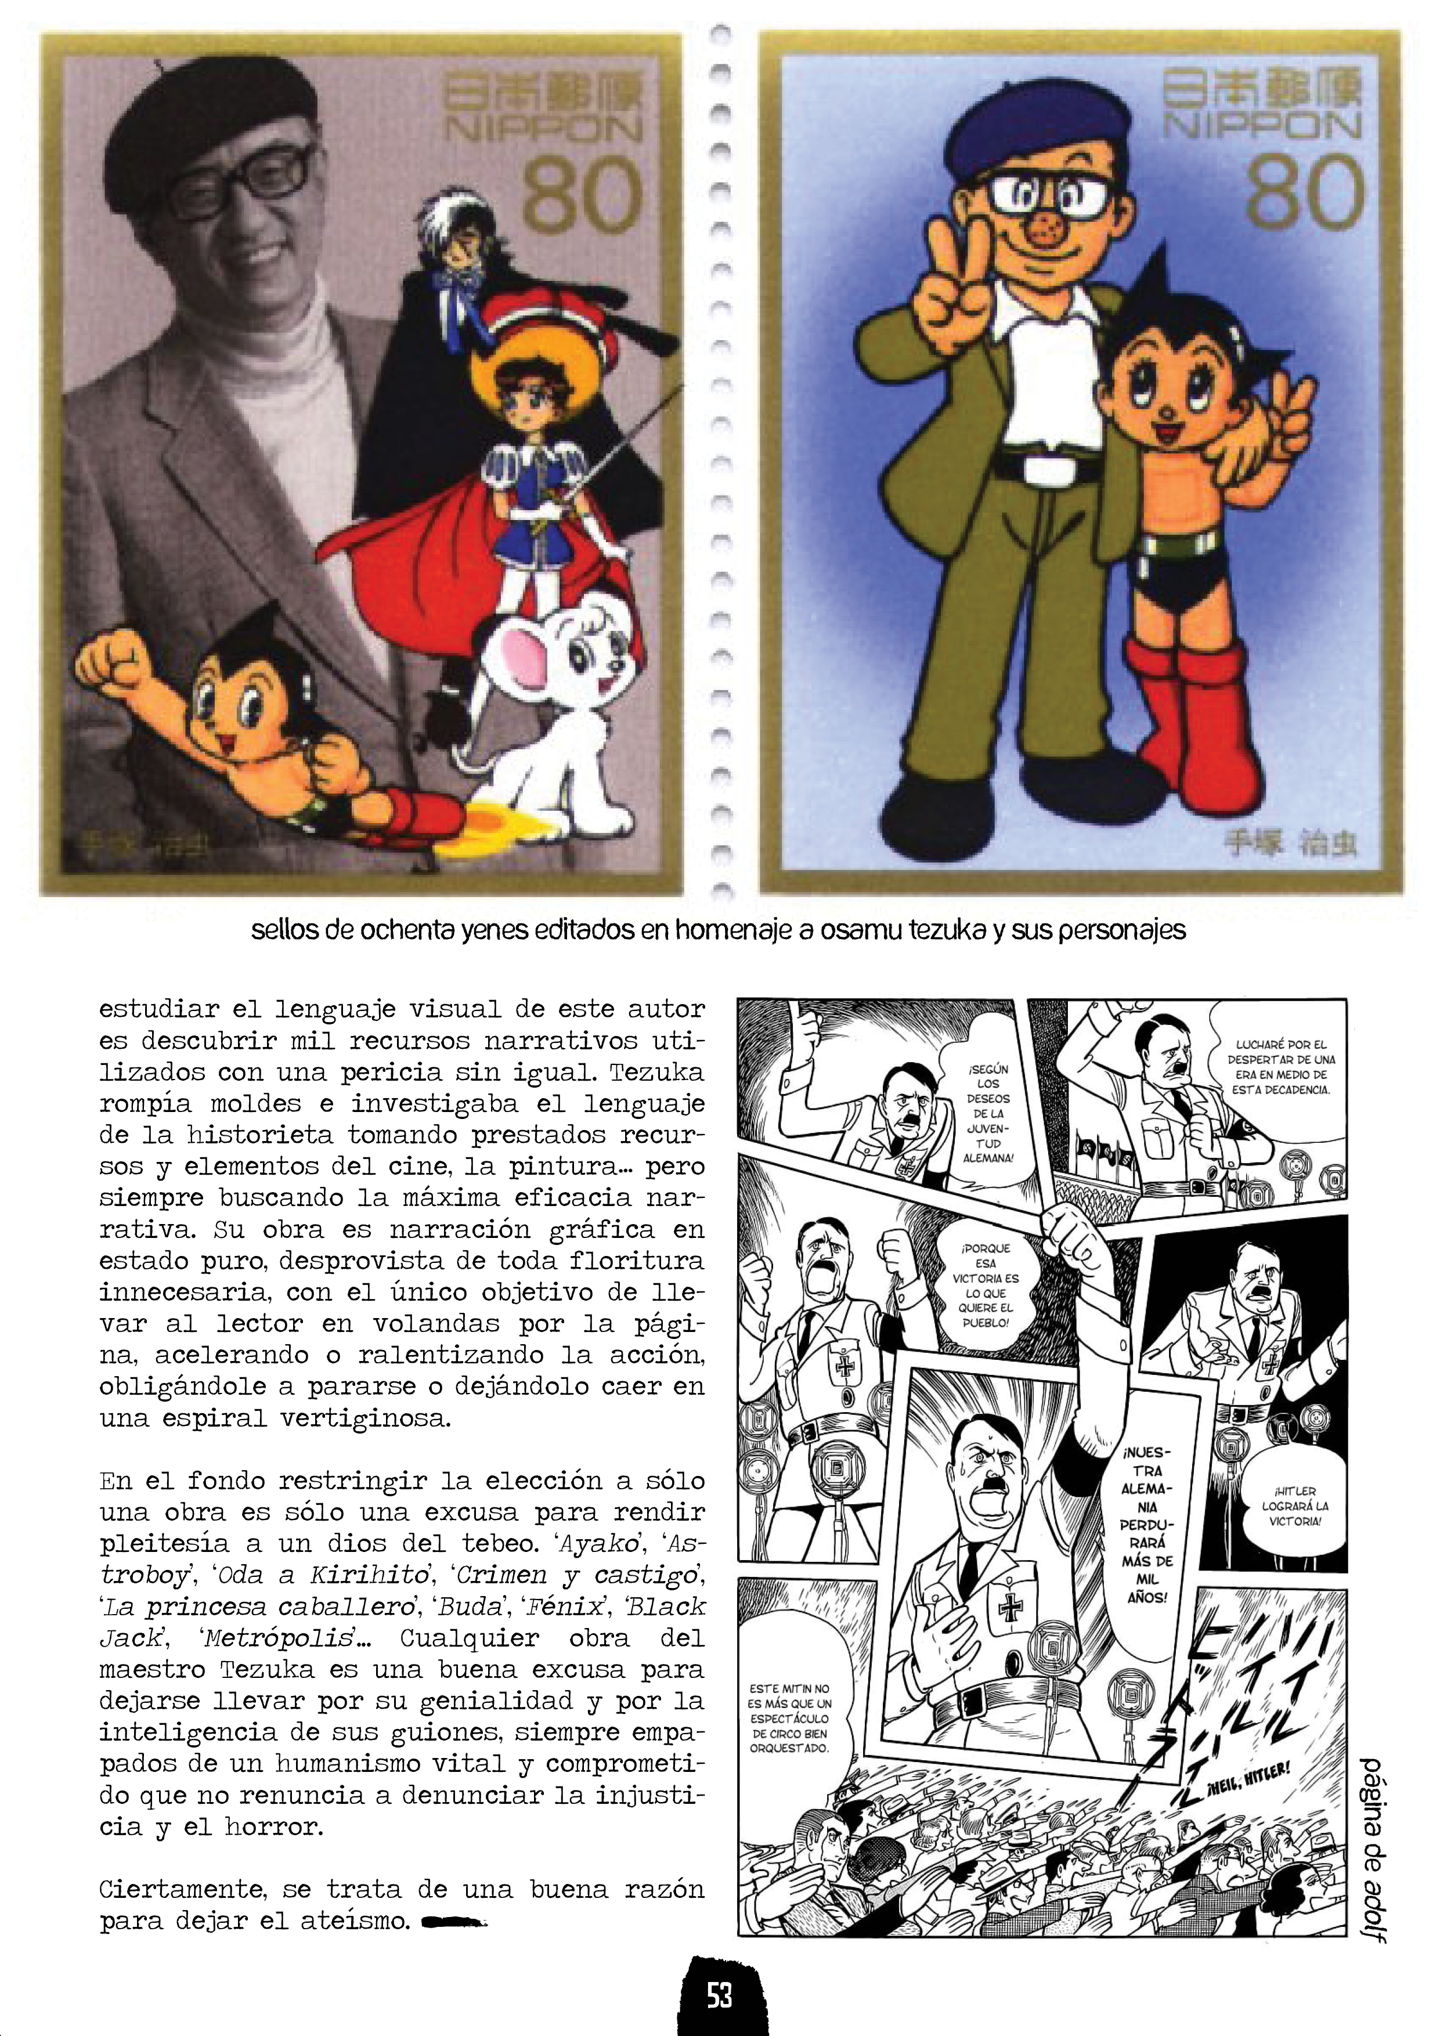 日本郵便
NIPPON
80
手塚 治虫
日本郵便
NIPPON
80
手塚 治虫
sellos de ochenta yenes editados en homenaje a osamu tezuka y sus personajes
estudiar el lenguaje visual de este autor
es descubrir mil recursos narrativos uti-
lizados con una pericia sin igual. Tezuka
rompía moldes e investigaba el lenguaje
de la historieta tomando prestados recur-
sos y elementos del cine, la pintura… pero
siempre buscando la máxima eficacia nar-
rativa. Su obra es narración gráfica en
estado puro, desprovista de toda floritura
innecesaria, con el único objetivo de lle-
var al lector en volandas por la pági-
na, acelerando o ralentizando la acción,
obligándole a pararse o dejándolo caer en
una espiral vertiginosa.
En el fondo restringir la elección a sólo
una obra es sólo una excusa para rendir
pleitesía a un dios del tebeo. ‘Ayako’, ‘As-
troboy’, ‘Oda a Kirihito’, ‘Crimen y castigo’,
‘La princesa caballero’, ‘Buda’, ‘Fénix’, ‘Black
Jack’, ‘Metrópolis’… Cualquier obra del
maestro Tezuka es una buena excusa para
dejarse llevar por su genialidad y por la
inteligencia de sus guiones, siempre empa-
pados de un humanismo vital y comprometi-
do que no renuncia a denunciar la injusti-
cia y el horror.
Ciertamente, se trata de una buena razón
para dejar el ateísmo.
¡SEGÚN
LOS
DESEOS
DE LA
JUVEN-
TUD
ALEMANA!
LUCHARÉ POR EL
DESPERTAR DE UNA
ERA EN MEDIO DE
ESTA DECADENCIA.
¡PORQUE
ESA
VICTORIA ES
LO QUE
QUIERE EL
PUEBLO!
¡NUES-
TRA
ALEMA-
NIA
PERDU-
RARÁ
MÁS DE
MIL
AÑOS!
¡HITLER
LOGRARÁ LA
VICTORIA!
ESTE MITIN NO
ES MÁS QUE UN
ESPECTÁCULO
DE CIRCO BIEN
ORQUESTADO.
ハイル
ヒットラー
¡HEIL, HITLER!
página de adolf
53